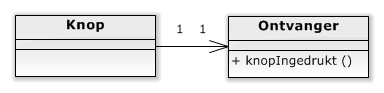 Knop
1 1
Ontvanger
+ knopIngedrukt ()